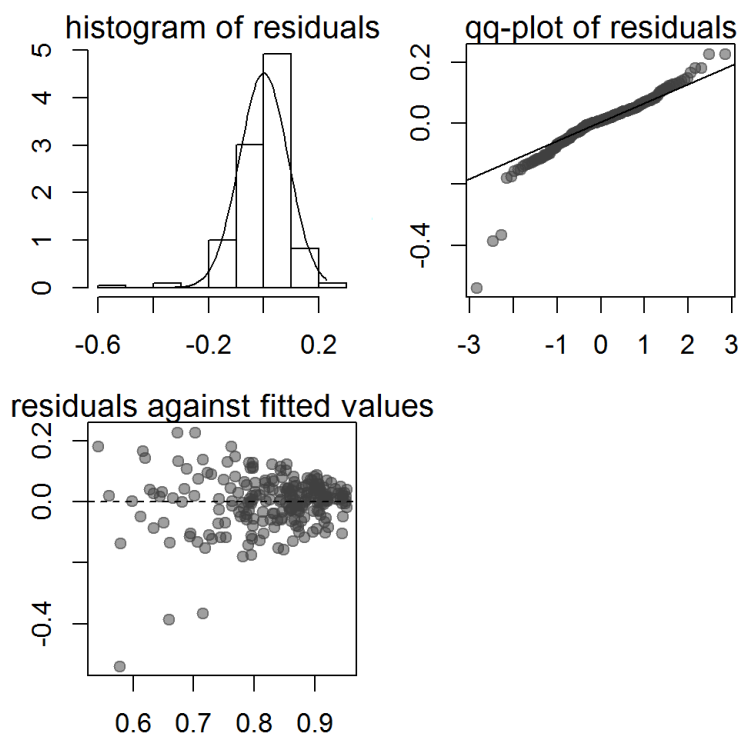 histogram of residuals
5
4
3
2
1
0
-0.6 -0.2 0.2
qq-plot of residuals
0.2
0.0
-0.4
-3 -1 0 1 2 3
residuals against fitted values
0.2
0.0
-0.4
0.6 0.7 0.8 0.9